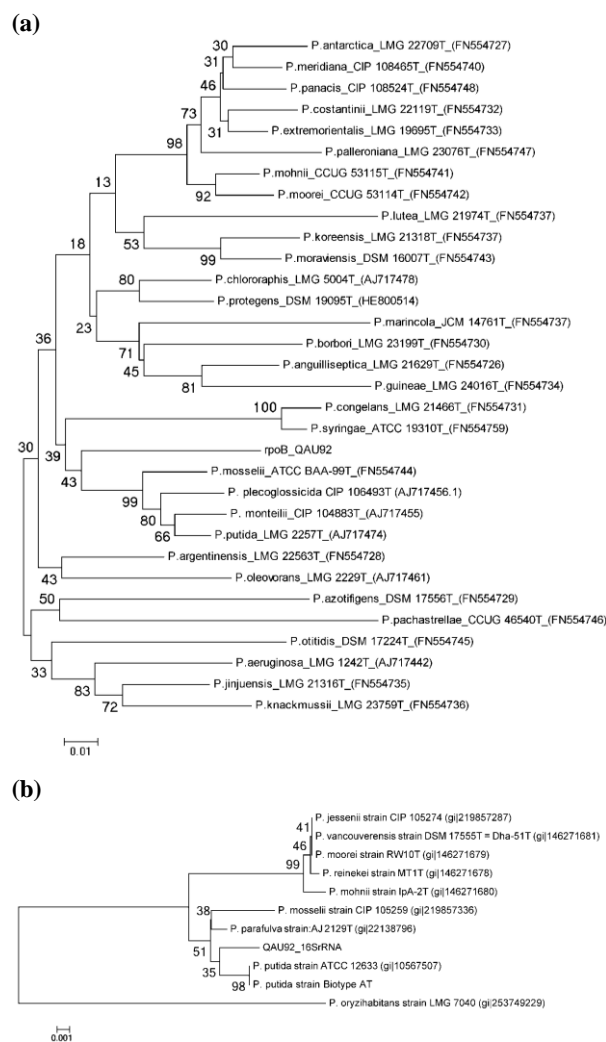 (a)
30
P.antarctica_LMG 22709T_(FN554727)
31
P.meridiana_CIP 108465T_(FN554740)
P.panacis_CIP 108524T_(FN554748)
46
P.costantinii_LMG 22119T_(FN554732)
73
31
P.extremorientalis_LMG 19695T_(FN554733)
98
P.palleroniana_LMG 23076T_(FN554747)
P.mohnii_CCUG 53115T_(FN554741)
13
92
P.moorei_CCUG 53114T_(FN554742)
P.lutea_LMG 21974T_(FN554737)
18
53
P.koreensis_LMG 21318T_(FN554737)
99
P.moraviensis_DSM 16007T_(FN554743)
80
P.chlororaphis_LMG 5004T_(AJ717478)
P.protegens_DSM 19095T_(HE800514)
23
P.marincola_JCM 14761T_(FN554737)
36
71
P.borbori_LMG 23199T_(FN554730)
45
P.anguilliseptica_LMG 21629T_(FN554726)
81
P.guineae_LMG 24016T_(FN554734)
100
P.congelans_LMG 21466T_(FN554731)
P.syringae_ATCC 19310T_(FN554759)
30
39
rpoB_QAU92
43
P.mosselii_ATCC BAA-99T_(FN554744)
99
P. plecoglossicida CIP 106493T (AJ717456.1)
80
P. monteilii_CIP 104883T_(AJ717455)
66
P.putida_LMG 2257T_(AJ717474)
P.argentinensis_LMG 22563T_(FN554728)
43
P.oleovorans_LMG 2229T_(AJ717461)
50
P.azotifigens_DSM 17556T_(FN554729)
P.pachastrellae_CCUG 46540T_(FN554746)
P.otitidis_DSM 17224T_(FN554745)
33
P.aeruginosa_LMG 1242T_(AJ717442)
83
P.jinjuensis_LMG 21316T_(FN554735)
72
P.knackmussii_LMG 23759T_(FN554736)
0.01
(b)
P. jessenii strain CIP 105274 (gi|219857287)
41
P. vancouverensis strain DSM 17555T = Dha-51T (gi|146271681)
46
P. moorei strain RW10T (gi|146271679)
99
P. reinekei strain MT1T (gi|146271678)
P. mohnii strain IpA-2T (gi|146271680)
38
P. mosselii strain CIP 105259 (gi|219857336)
P. parafulva strain:AJ 2129T (gi|22138796)
51
QAU92_16SrRNA
35
P. putida strain ATCC 12633 (gi|10567507)
98
P. putida strain Biotype AT
P. oryzihabitans strain LMG 7040 (gi|253749229)
0.001